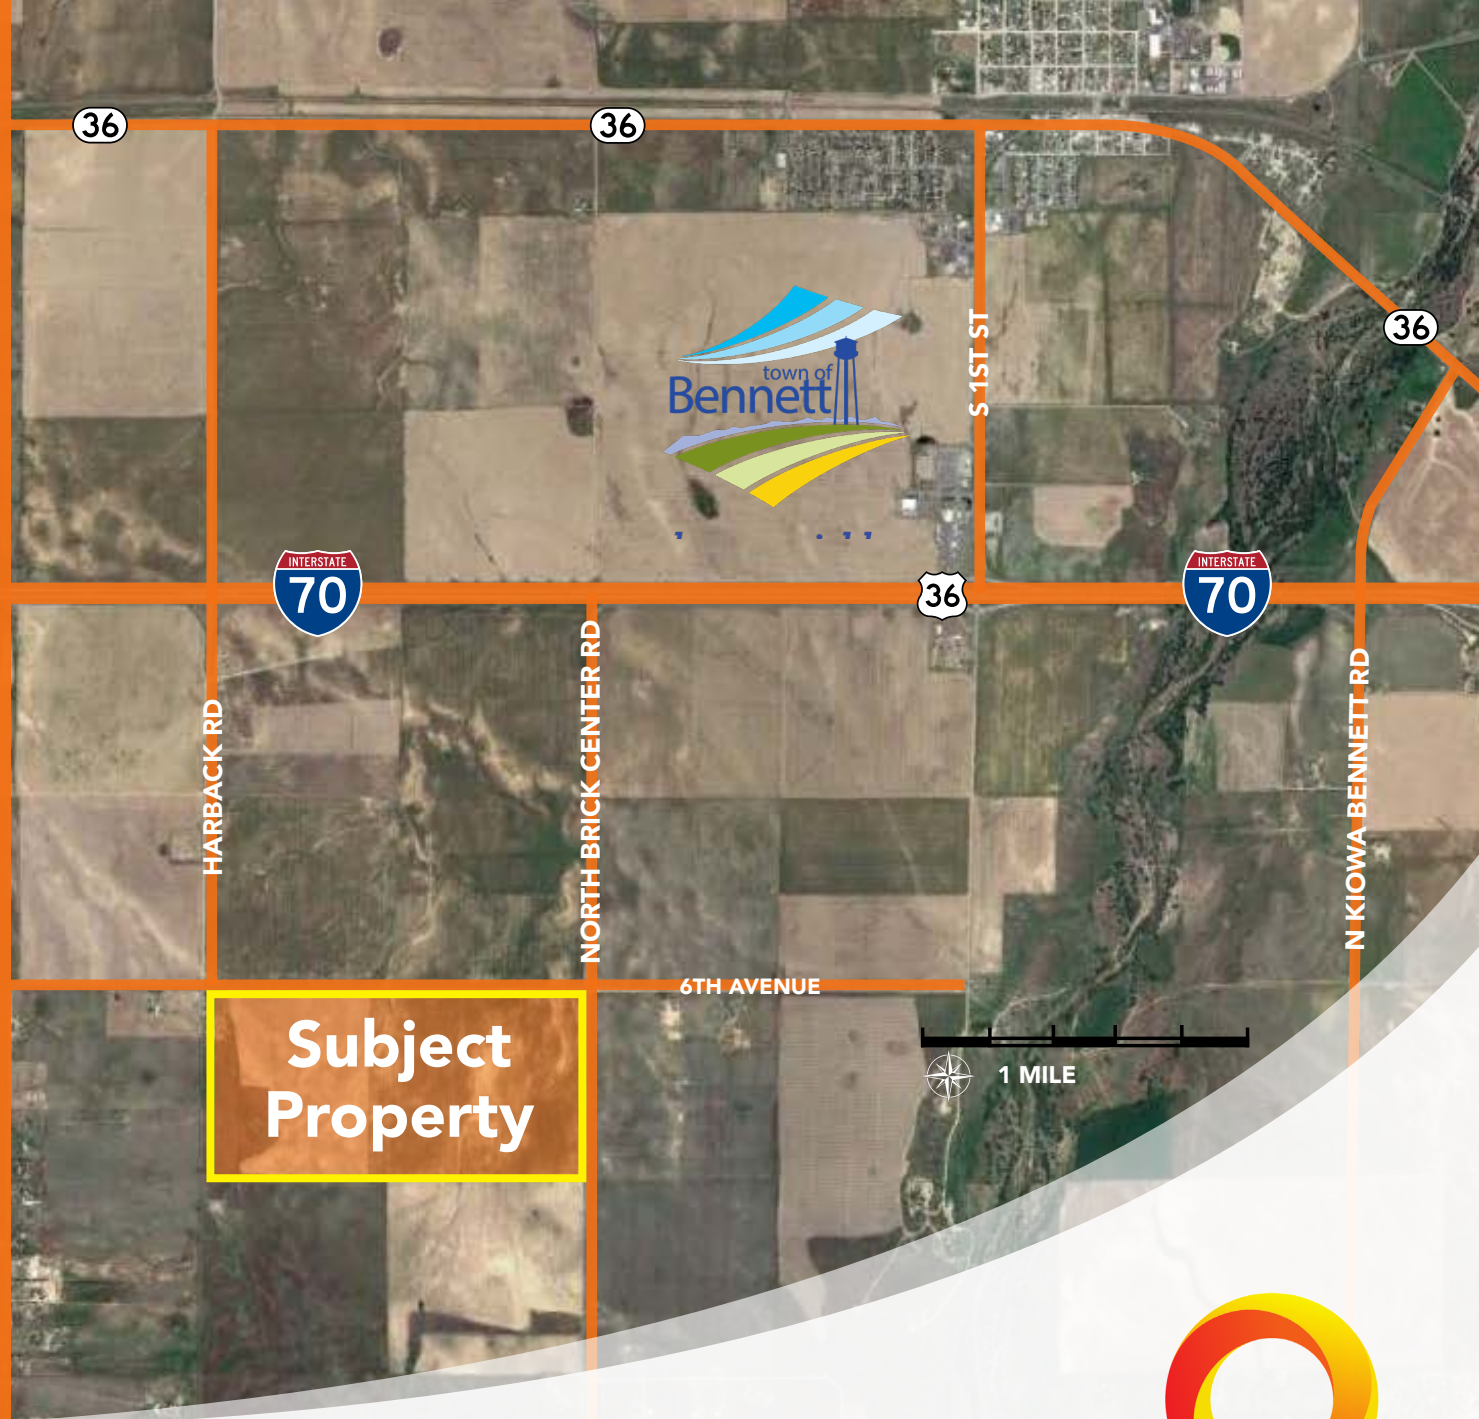 36
36
36
S 1ST ST
town of
Bennett
INTERSTATE
70
36
INTERSTATE
70
HARBACK RD
NORTH BRICK CENTER RD
N KIOWA BENNETT RD
6TH AVENUE
Subject
Property
1 MILE